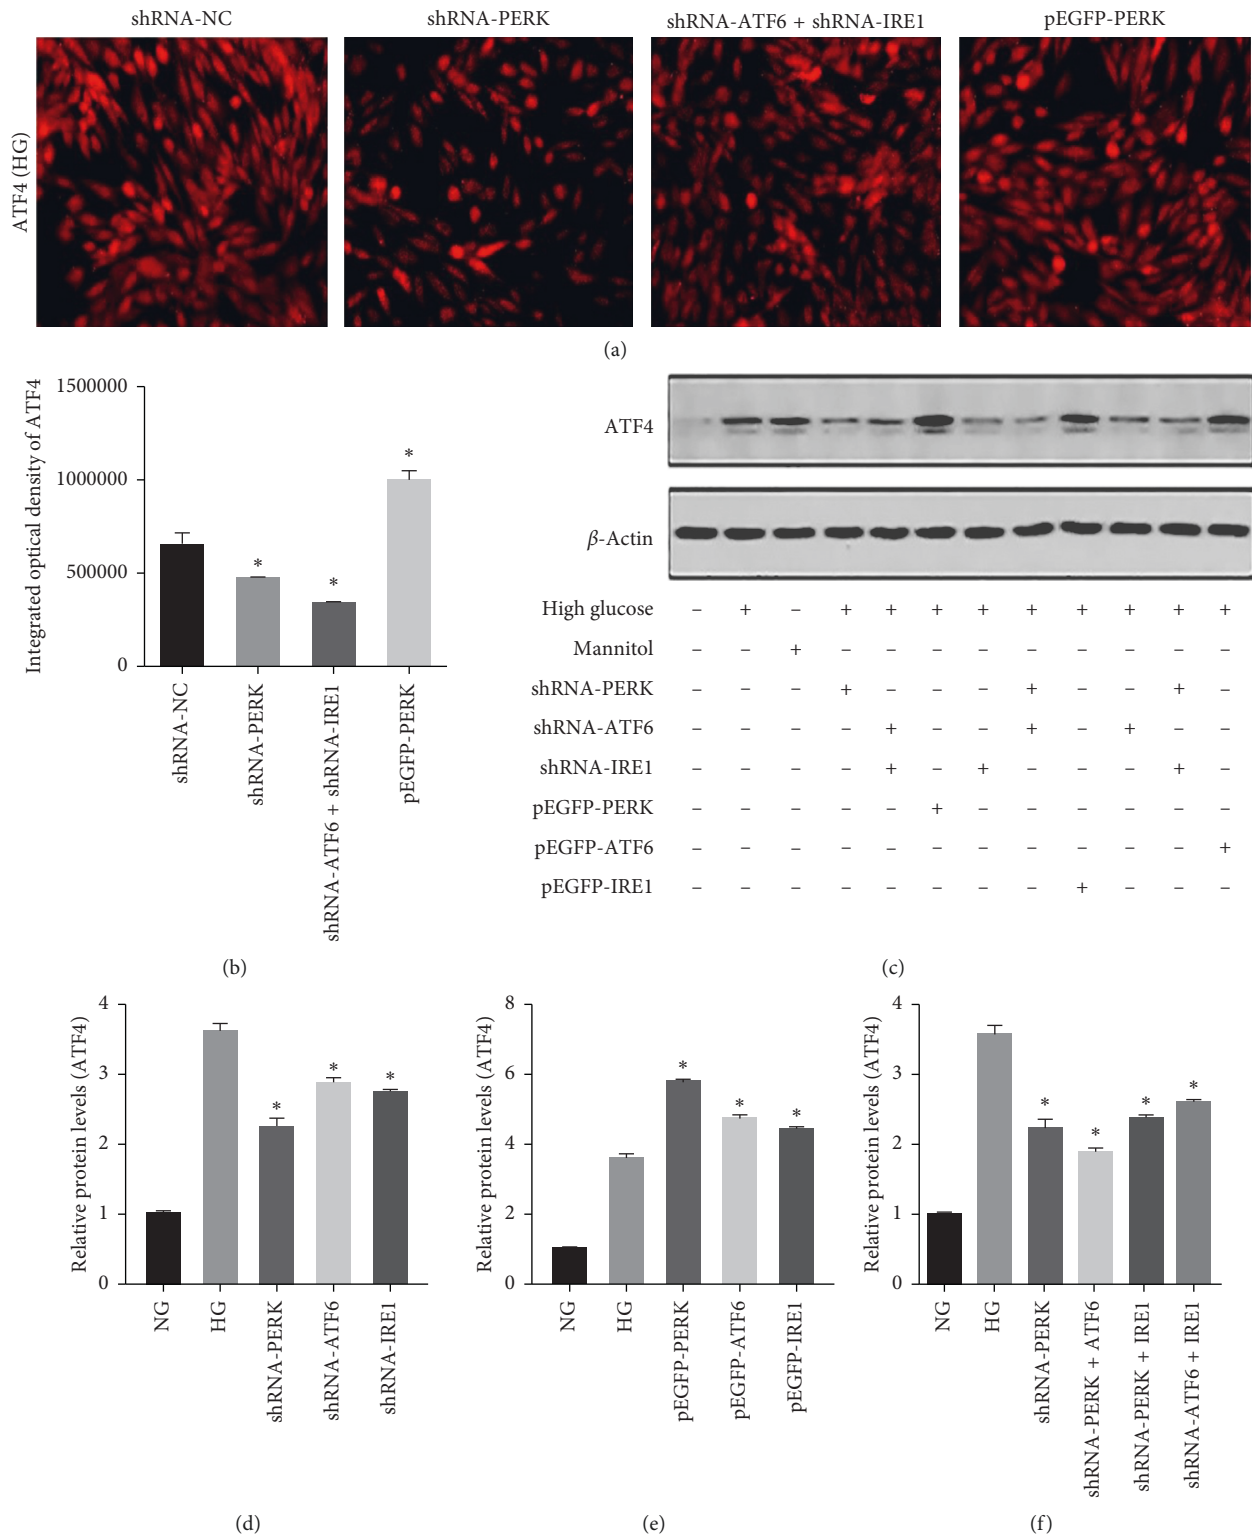 shRNA-NC
shRNA-PERK
shRNA-ATF6 + shRNA-IRE1
pEGFP-PERK
ATF4 (HG)
(a)
Integrated optical density of ATF4
1500000
1000000
500000
0
*
*
*
shRNA-NC
shRNA-PERK
shRNA-ATF6 + shRNA-IRE1
pEGFP-PERK
(b)
ATF4
β-Actin
High glucose – + – + + + + + + + + +
Mannitol – – + – – – – – – – – –
shRNA-PERK – – – + – – – + – – + –
shRNA-ATF6 – – – – + – – + – + – –
shRNA-IRE1 – – – – + – + – – – + –
pEGFP-PERK – – – – – + – – – – – –
pEGFP-ATF6 – – – – – – – – – – – +
pEGFP-IRE1 – – – – – – – – + – – –
(c)
Relative protein levels (ATF4)
4
3
2
1
0
*
*
*
NG
HG
shRNA-PERK
shRNA-ATF6
shRNA-IRE1
(d)
Relative protein levels (ATF4)
8
6
4
2
0
*
*
*
NG
HG
pEGFP-PERK
pEGFP-ATF6
pEGFP-IRE1
(e)
Relative protein levels (ATF4)
4
3
2
1
0
*
*
*
*
NG
HG
shRNA-PERK
shRNA-PERK + ATF6
shRNA-PERK + IRE1
shRNA-ATF6 + IRE1
(f)